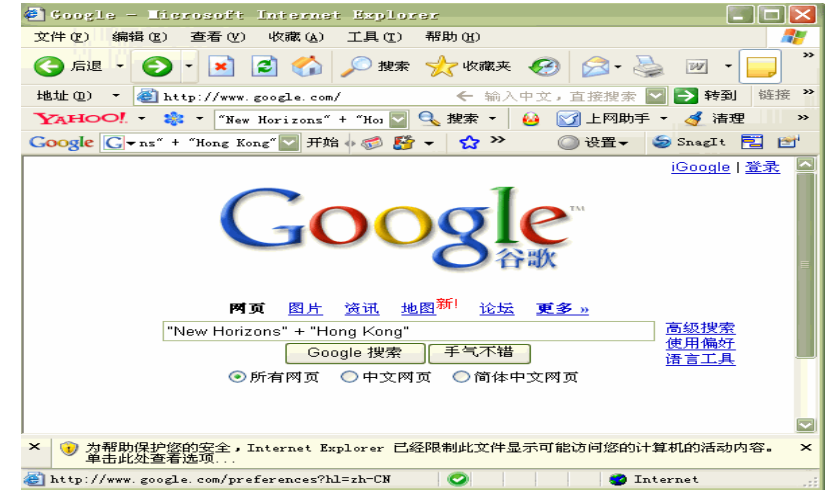 Google - Microsoft Internet Explorer
文件(F) 编辑(E) 查看(V) 收藏(A) 工具(T) 帮助(H)
后退 搜索 收藏夹 »
地址(D) http://www.google.com/ ← 输入中文，直接搜索 转到 链接 »
YAHOO! "New Horizons" + "Ho 搜索 上网助手 清理 »
Google G ns" + "Hong Kong" 开始 » 设置 SnagIt
iGoogle | 登录
Google™
谷歌
网页 图片 资讯 地图新! 论坛 更多 »
"New Horizons" + "Hong Kong" 高级搜索
使用偏好
Google 搜索 手气不错
语言工具
所有网页 中文网页 简体中文网页
× 为帮助保护您的安全，Internet Explorer 已经限制此文件显示可能访问您的计算机的活动内容。 ×
单击此处查看选项...
http://www.google.com/preferences?hl=zh-CN Internet